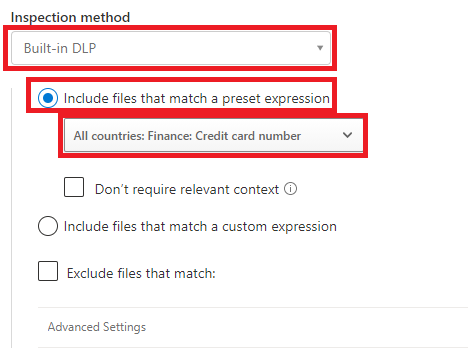 Inspection method
Built-in DLP
Include files that match a preset expression
All countries: Finance: Credit card number
Don't require relevant context
Include files that match a custom expression
Exclude files that match:
Advanced Settings